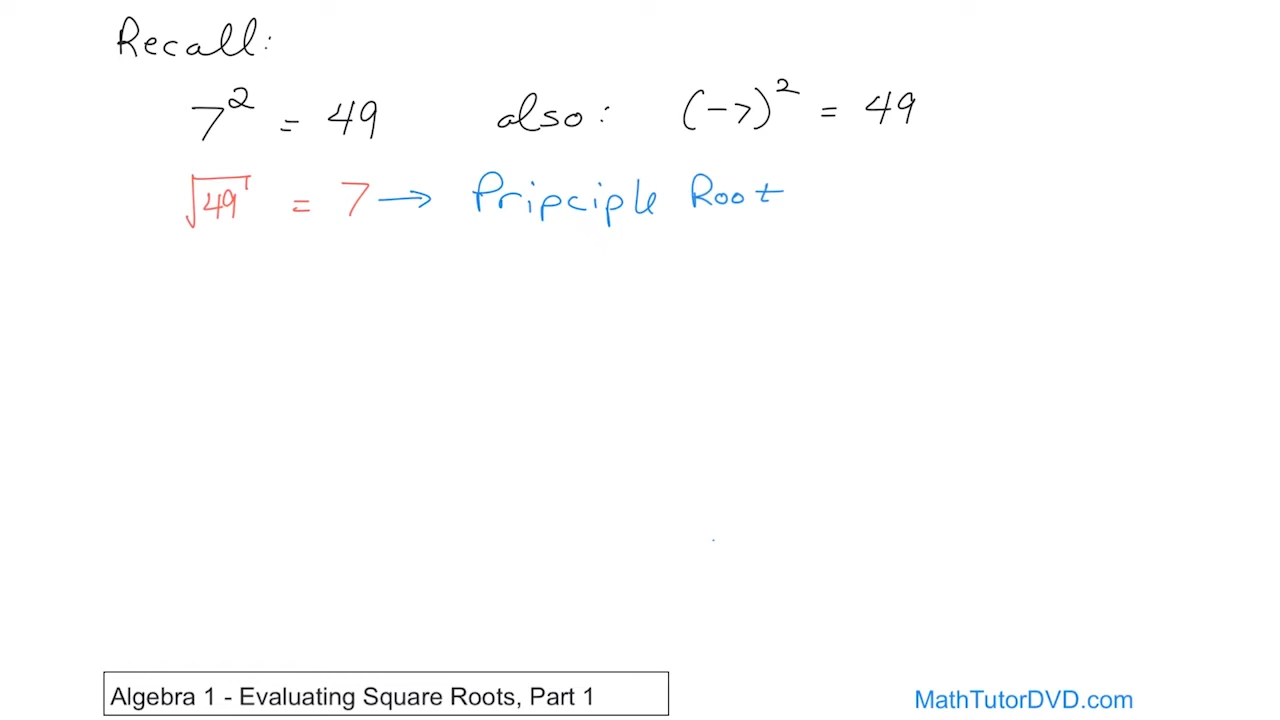 Recall:
7² = 49 also: (-7)² = 49
√49 = 7 → Pripciple Root
Algebra 1 - Evaluating Square Roots, Part 1
MathTutorDVD.com